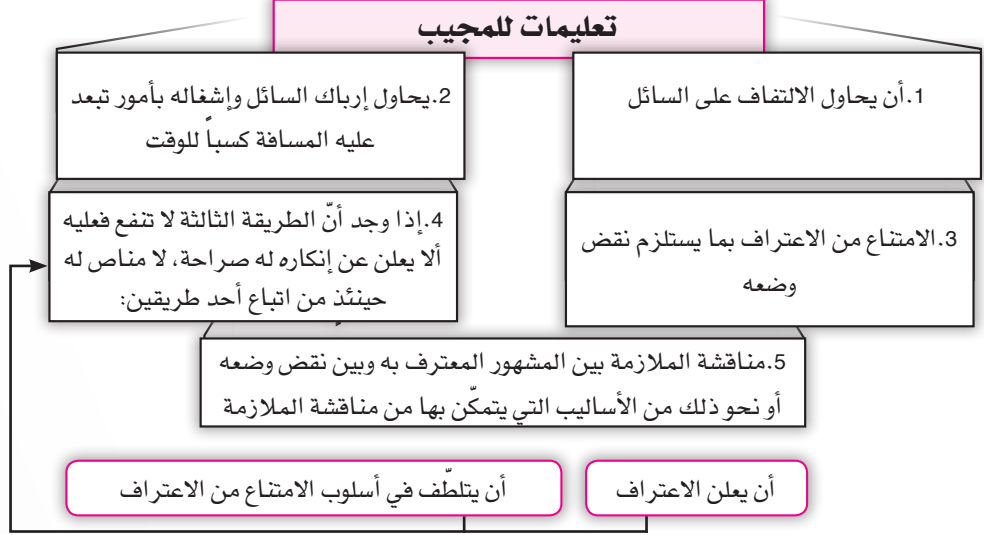 تعليمات للمجيب
1.أن يحاول الالتفاف على السائل
2.يحاول إرباك السائل وإشغاله بأمور تبعد
عليه المسافة كسباً للوقت
3.الامتناع من الاعتراف بما يستلزم نقض
وضعه
4.إذا وجد أنّ الطريقة الثالثة لا تنفع فعليه
ألا يعلن عن إنكاره له صراحة، لا مناص له
حينئذ من اتباع أحد طريقين:
5.مناقشة الملازمة بين المشهور المعترف به وبين نقض وضعه
أو نحو ذلك من الأساليب التي يتمكّن بها من مناقشة الملازمة
أن يعلن الاعتراف
أن يتلطّف في أسلوب الامتناع من الاعتراف